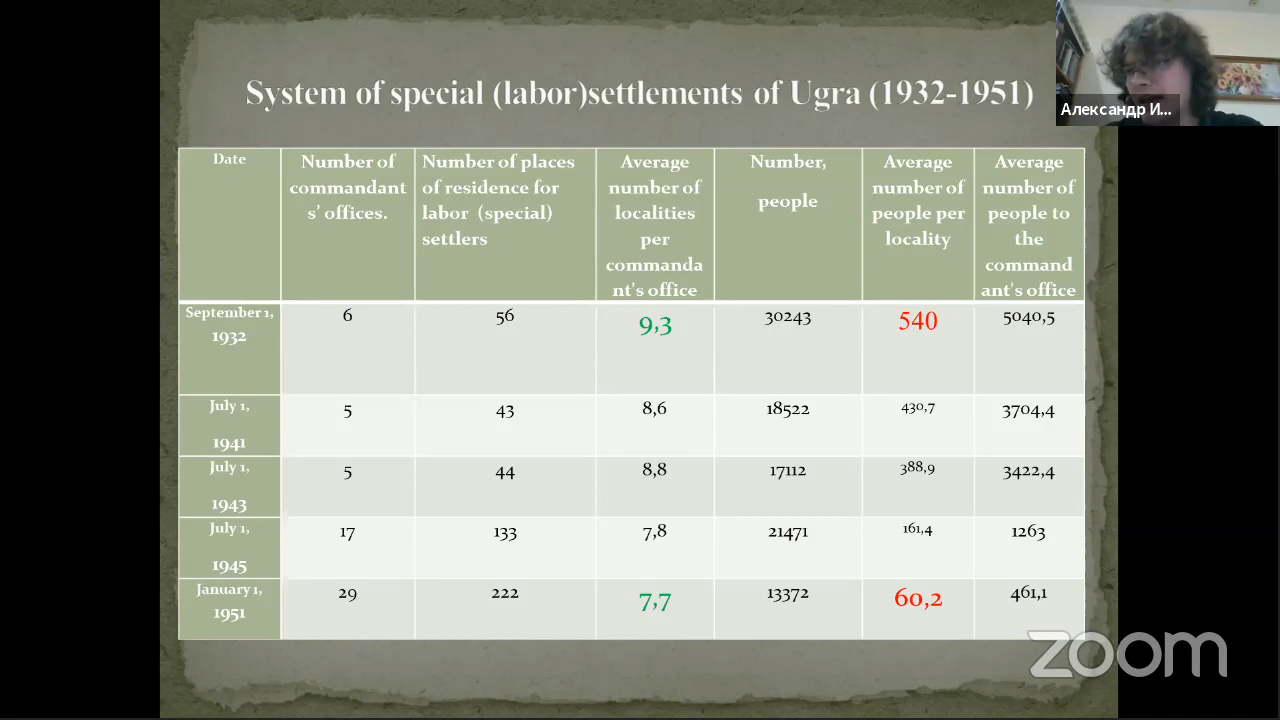 System of special (labor)settlements of Ugra (1932-1951)
Александр И...
Date
Number of
commandant
s' offices.
Number of places
of residence for
labor (special)
settlers
Average
number of
localities
per
commanda
nt's office
Number,
people
Average
number of
people per
locality
Average
number of
people to
the
command
ant's office
September 1,
1932
6
56
9,3
30243
540
5040,5
July 1,
1941
5
43
8,6
18522
430,7
3704,4
July 1,
1943
5
44
8,8
17112
388,9
3422,4
July 1,
1945
17
133
7,8
21471
161,4
1263
January 1,
1951
29
222
7,7
13372
60,2
461,1
zoom